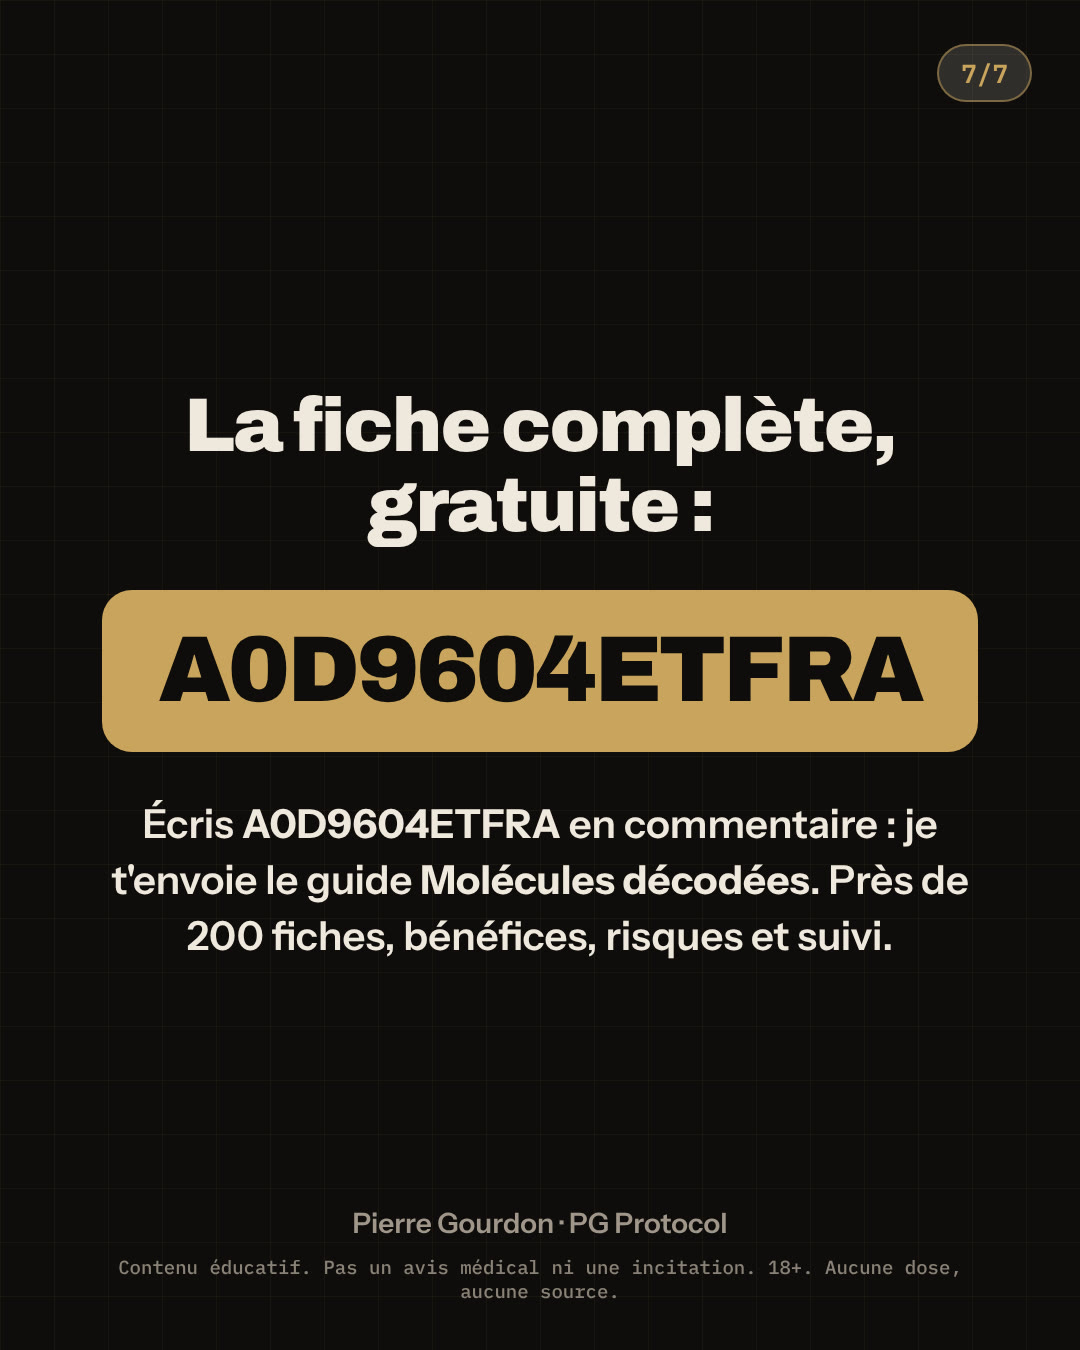 7/7
La fiche complète,
gratuite :
A0D9604ETFRA
Écris A0D9604ETFRA en commentaire : je
t'envoie le guide Molécules décodées. Près de
200 fiches, bénéfices, risques et suivi.
Pierre Gourdon · PG Protocol
Contenu éducatif. Pas un avis médical ni une incitation. 18+. Aucune dose,
aucune source.